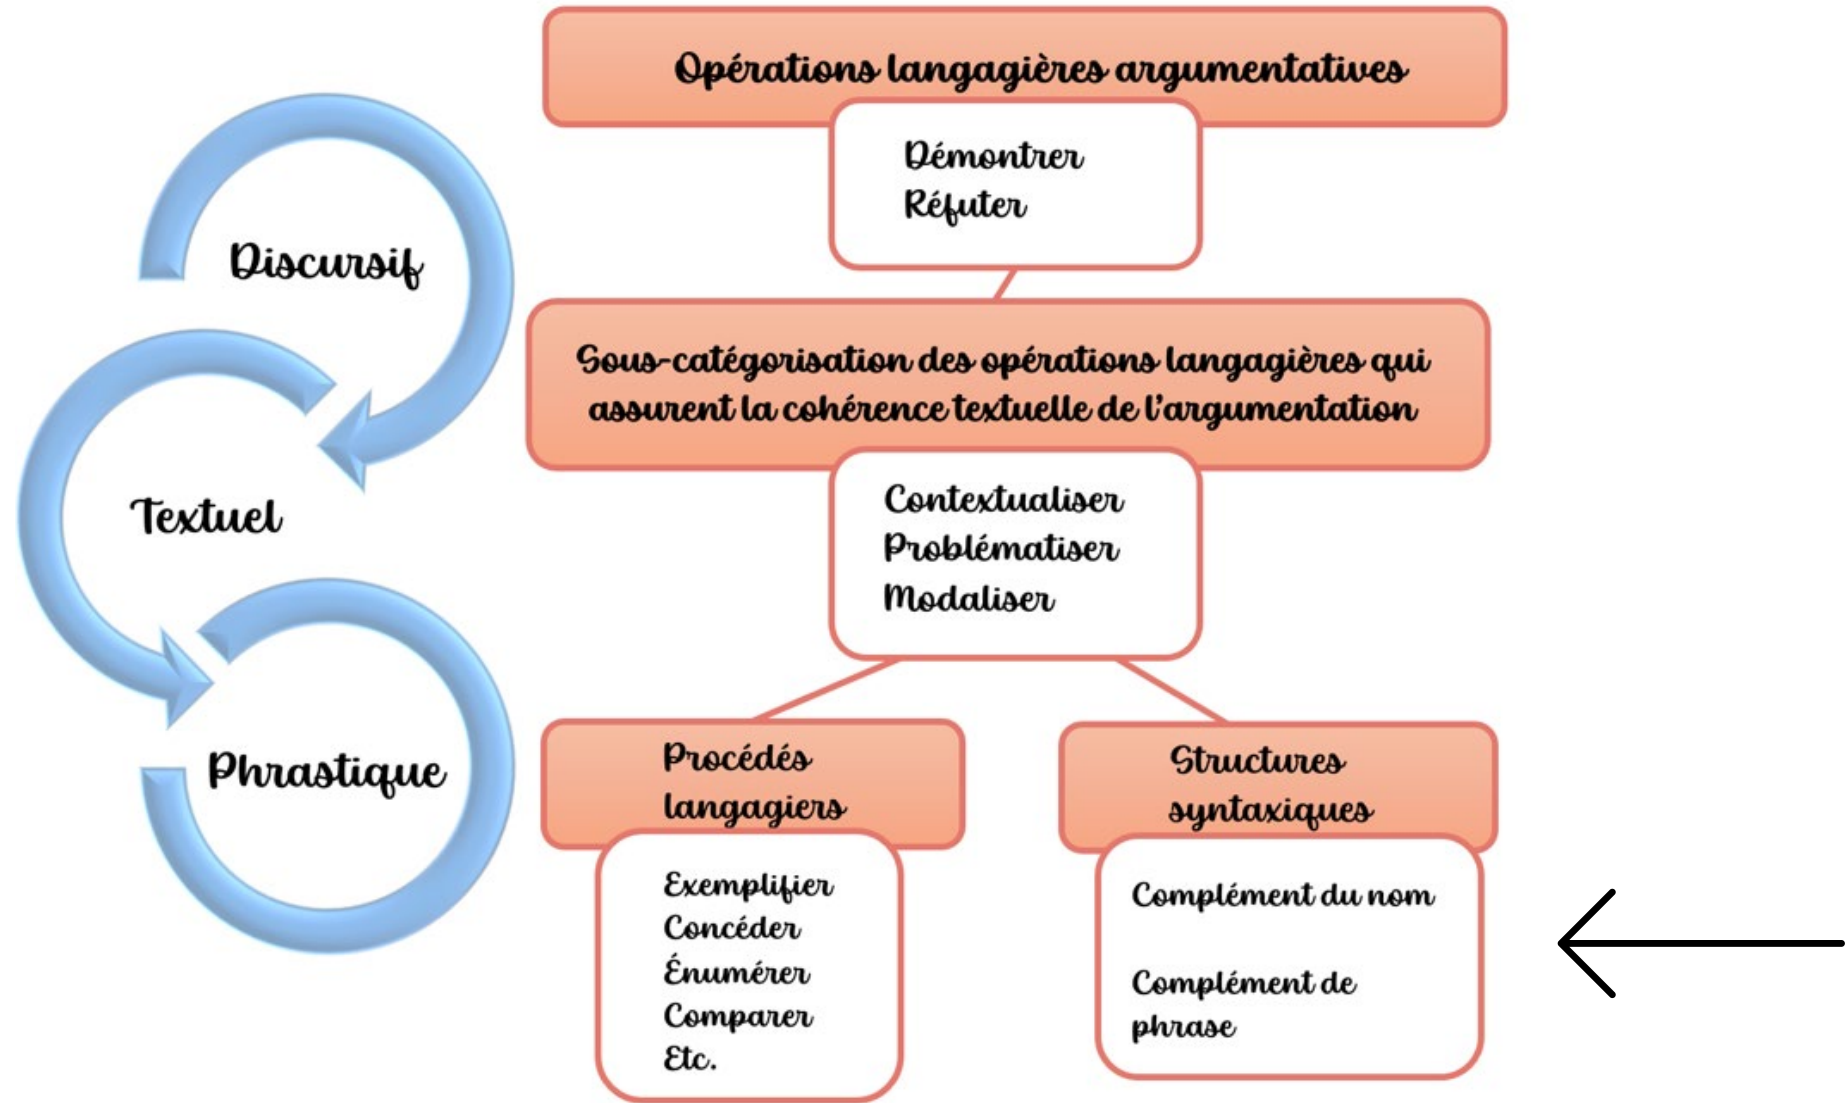 Opérations langagières argumentatives
Démontrer
Réfuter
Discursif
Sous-catégorisation des opérations langagières qui
assurent la cohérence textuelle de l'argumentation
Contextualiser
Problématiser
Modaliser
Textuel
Phrastique
Procédés
langagiers
Exemplifier
Concéder
Énumérer
Comparer
Etc.
Structures
syntaxiques
Complément du nom
Complément de
phrase